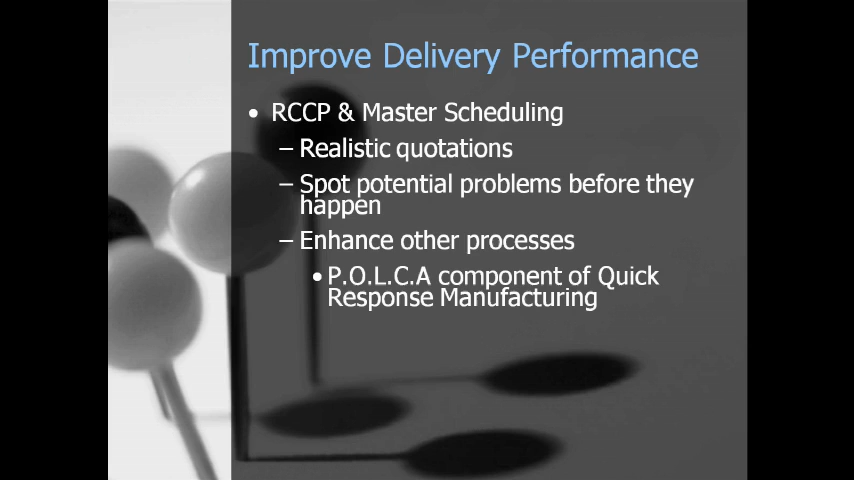 Improve Delivery Performance
• RCCP & Master Scheduling
– Realistic quotations
– Spot potential problems before they
happen
– Enhance other processes
• P.O.L.C.A component of Quick
Response Manufacturing